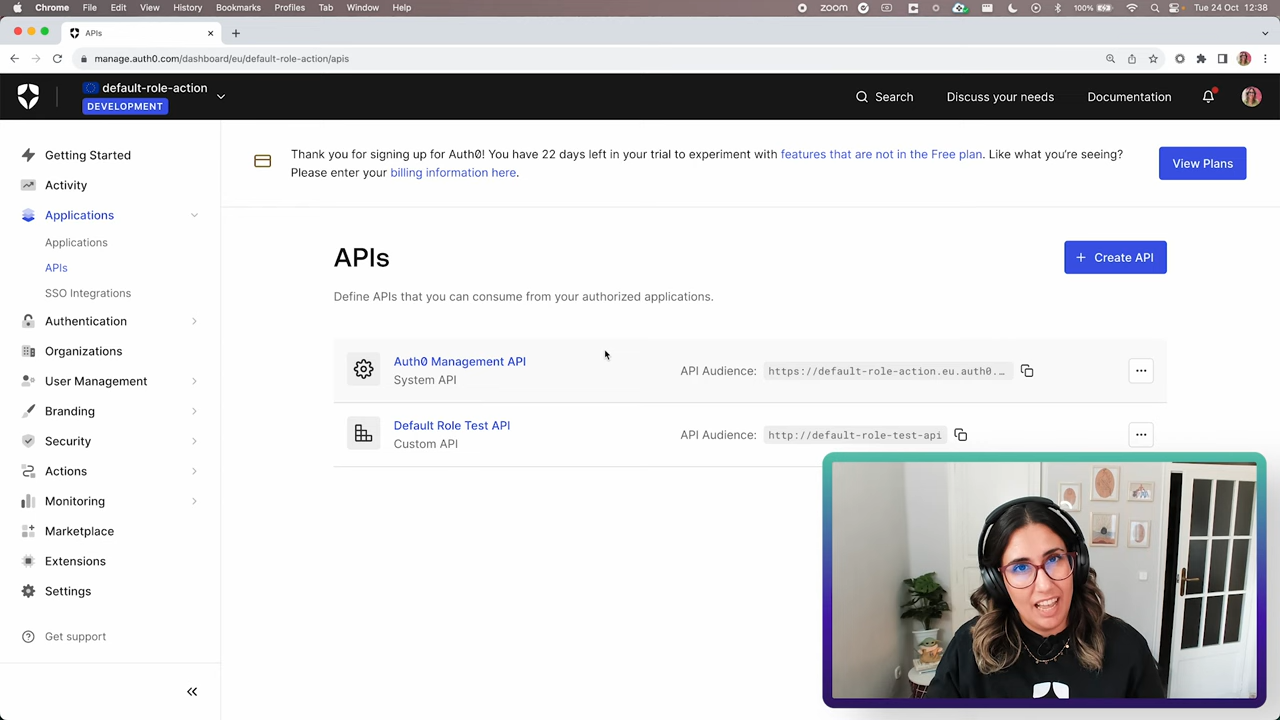 Chrome File Edit View History Bookmarks Profiles Tab Window Help
zoom 100% Tue 24 Oct 12:38
APIs
manage.auth0.com/dashboard/eu/default-role-action/apis
default-role-action
DEVELOPMENT
Search
Discuss your needs
Documentation
Getting Started
Activity
Applications
Applications
APIs
SSO Integrations
Authentication
Organizations
User Management
Branding
Security
Actions
Monitoring
Marketplace
Extensions
Settings
Get support
Thank you for signing up for Auth0! You have 22 days left in your trial to experiment with features that are not in the Free plan. Like what you're seeing?
Please enter your billing information here.
View Plans
APIs
+ Create API
Define APIs that you can consume from your authorized applications.
Auth0 Management API
System API
API Audience: https://default-role-action.eu.auth0.…
Default Role Test API
Custom API
API Audience: http://default-role-test-api